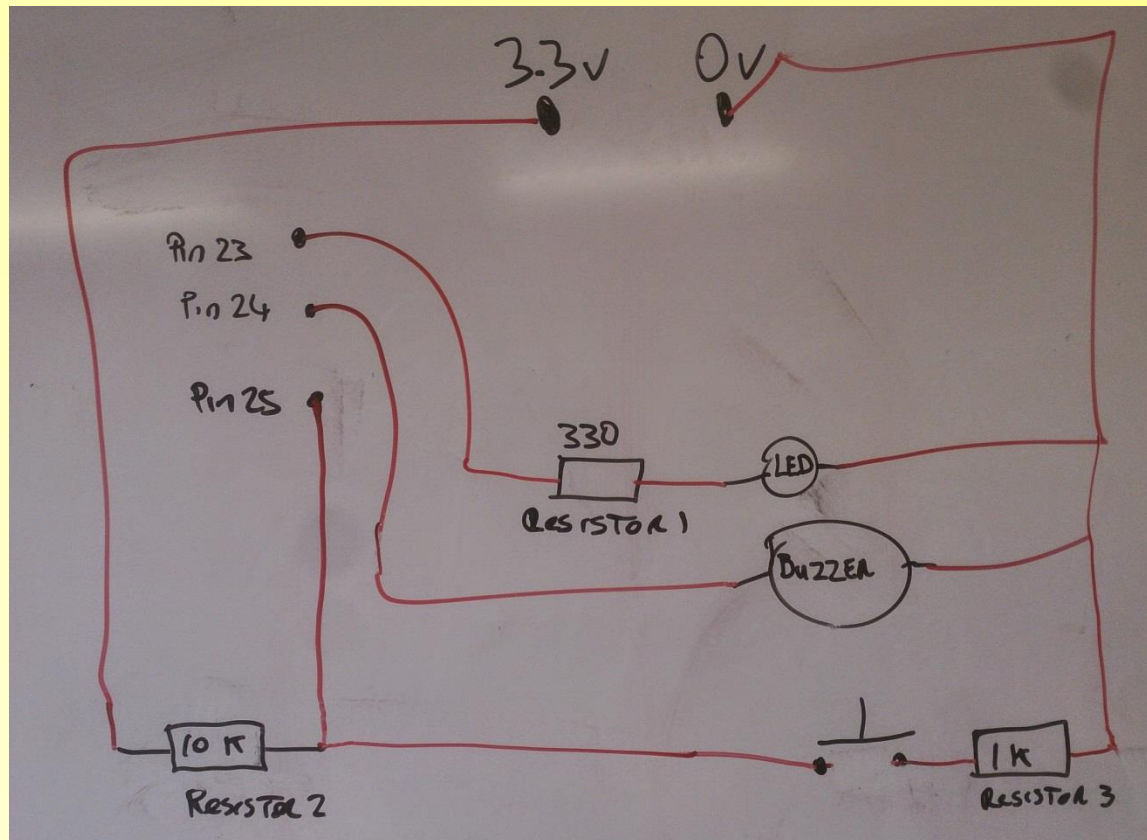 3.3v
0v
Pin 23
Pin 24
Pin 25
330
RESISTOR 1
LED
BUZZER
10 K
RESISTOR 2
1K
RESISTOR 3